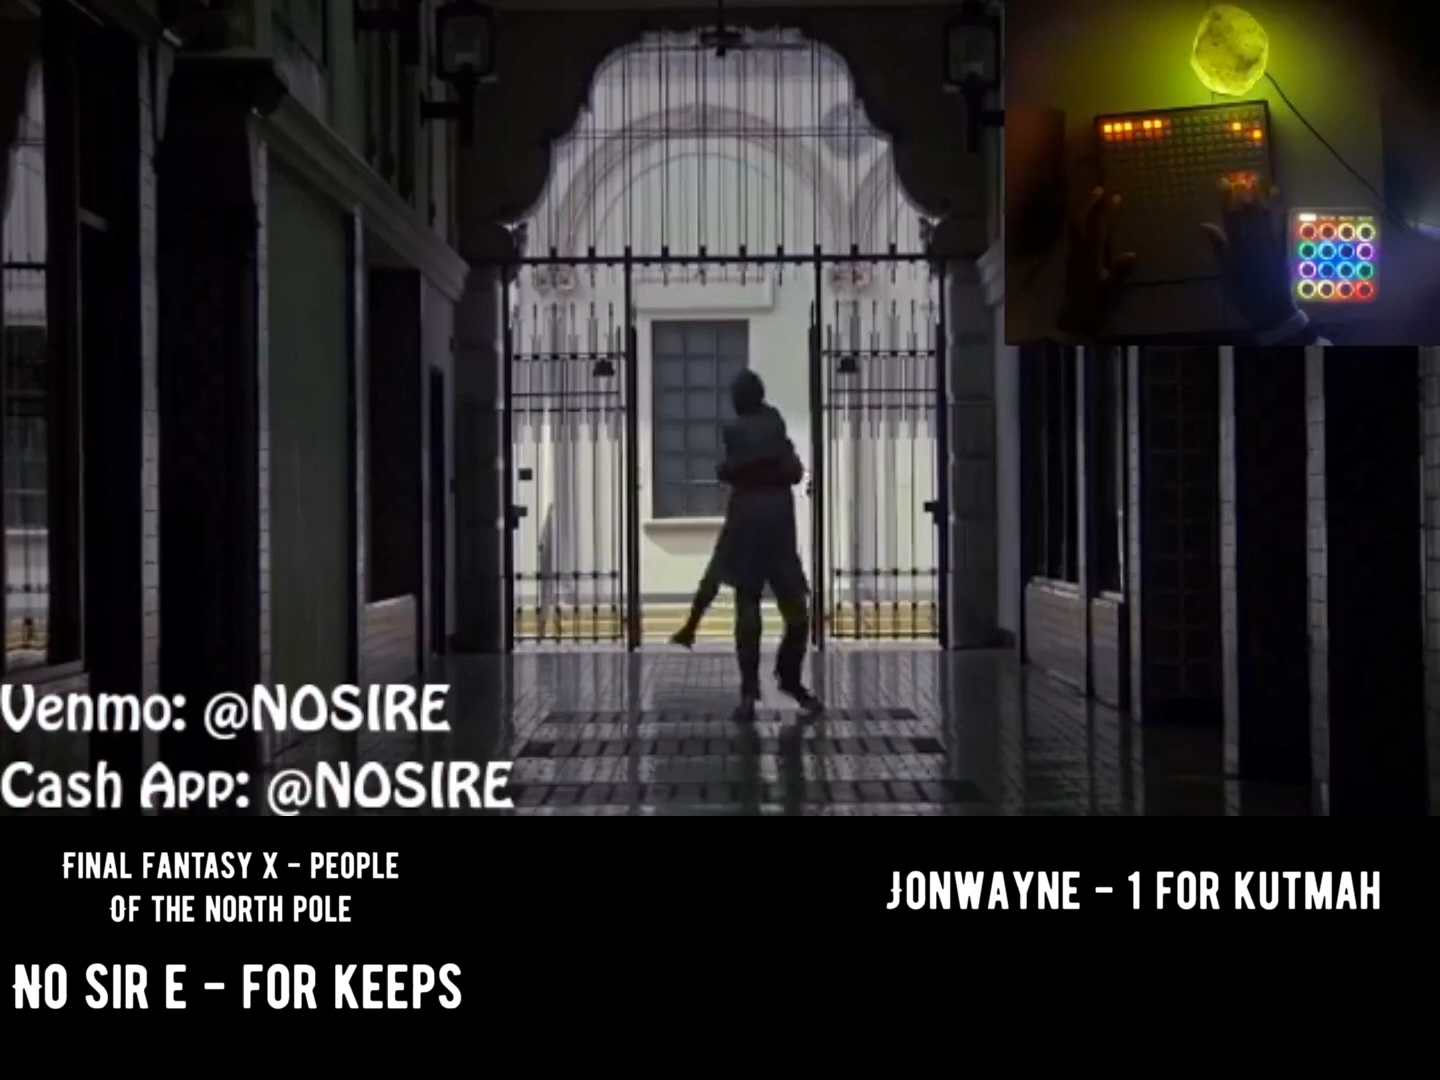 Venmo: @NOSIRE
Cash App: @NOSIRE
FINAL FANTASY X - PEOPLE
OF THE NORTH POLE
JONWAYNE - 1 FOR KUTMAH
NO SIR E - FOR KEEPS